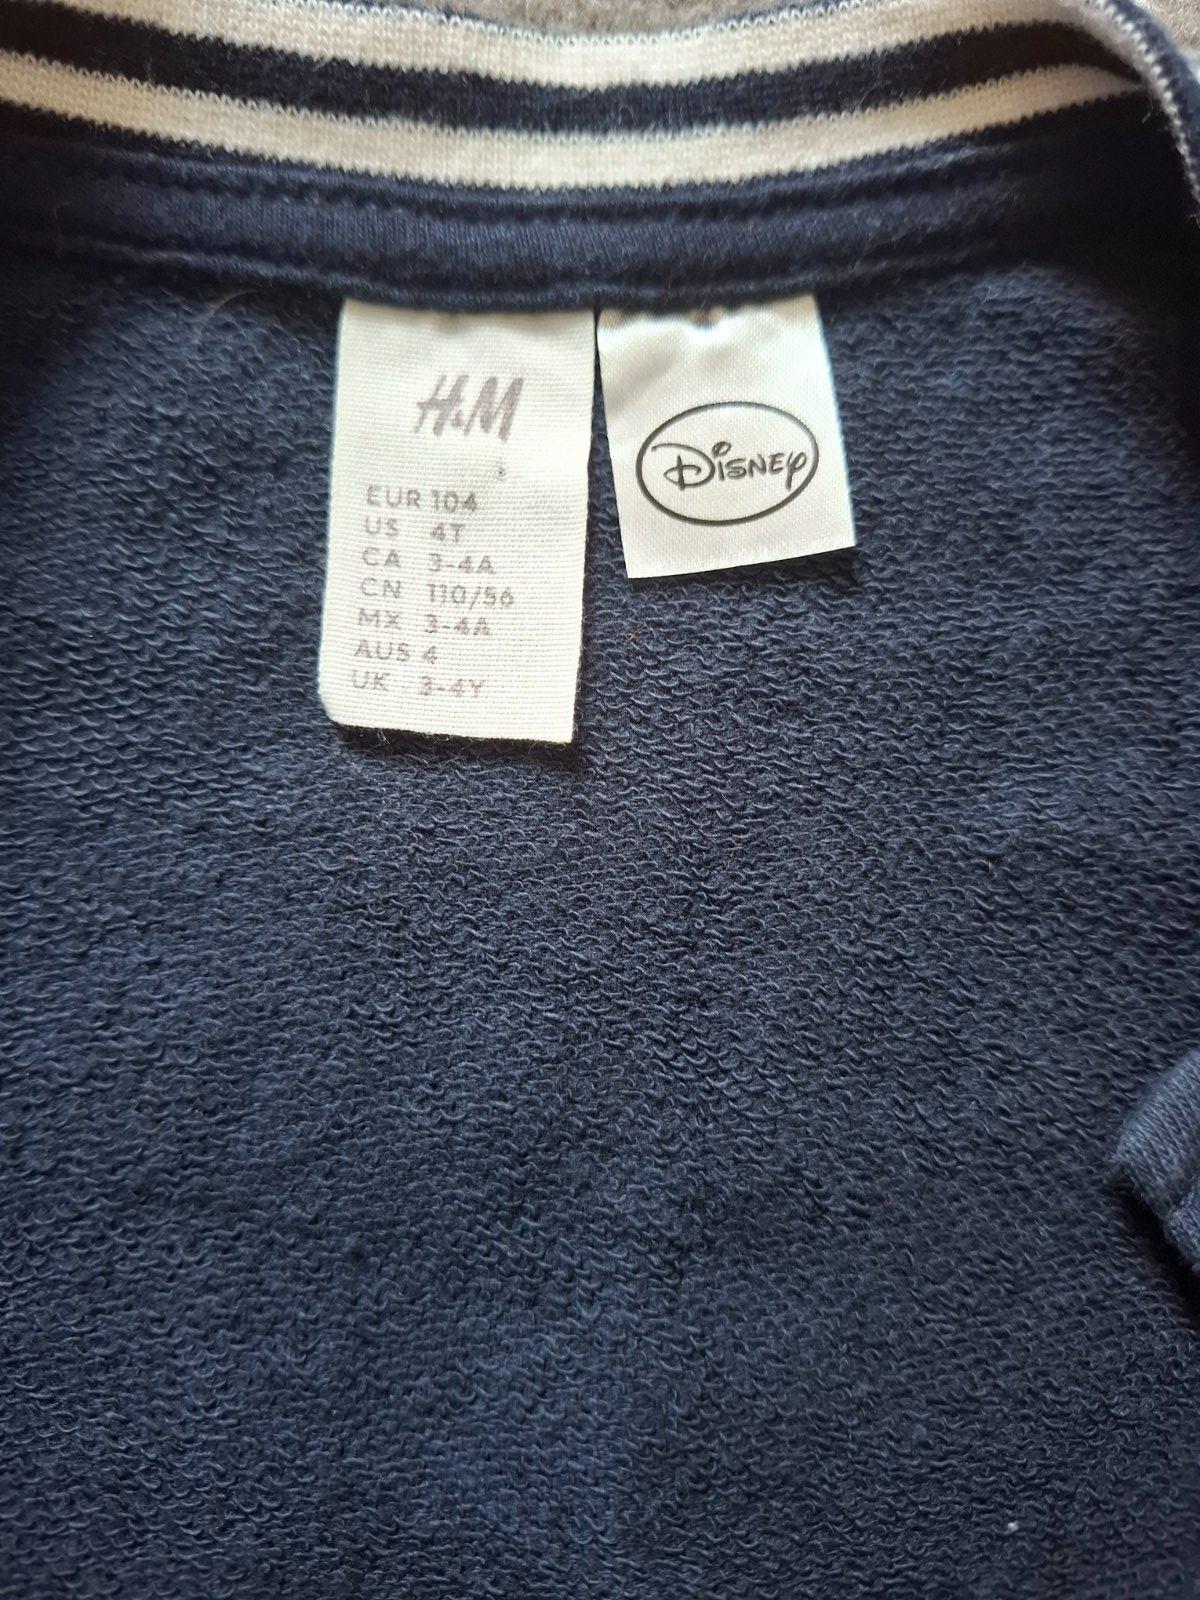 H&M
EUR 104
US 4T
CA 3-4A
CN 110/56
MX 3-4A
AUS 4
UK 3-4Y
Disney